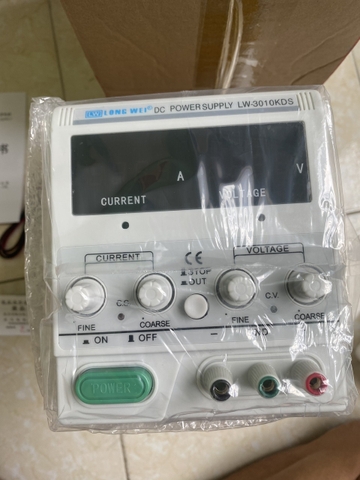 LW LONG WEI® DC POWER SUPPLY LW-3010KDS
A
V
CURRENT
VOLTAGE
CURRENT
CE
VOLTAGE
STOP
OUT
C.C
C.V
FINE
COARSE
FINE
COARSE
ON
OFF
POWER